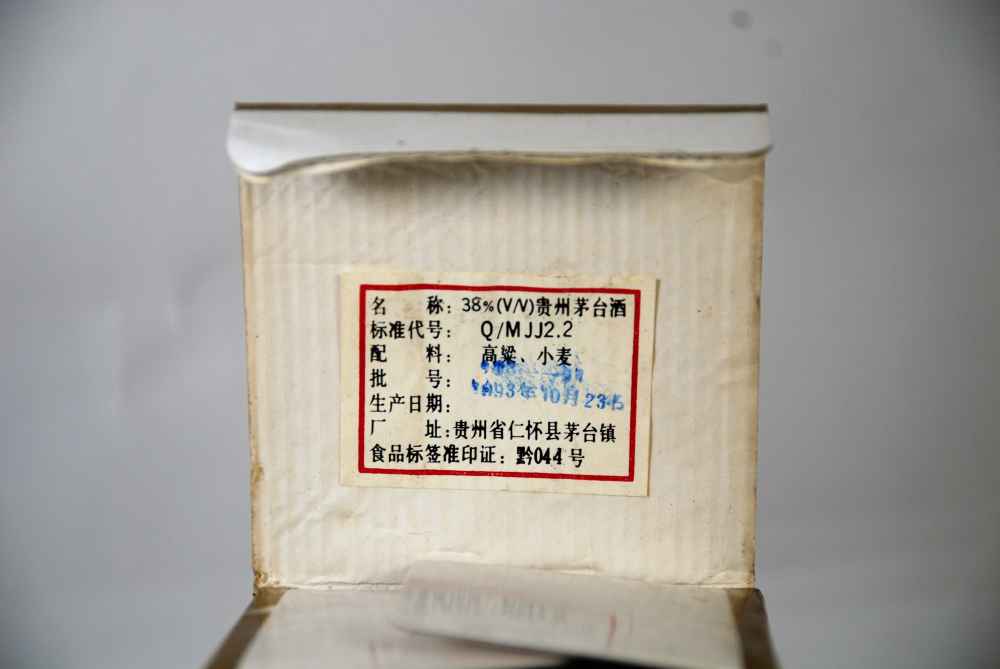 名 称：38%(V/V)贵州茅台酒
标准代号： Q/MJJ2.2
配 料： 高粱、小麦
批 号：
生产日期： 1993年10月23日
厂 址：贵州省仁怀县茅台镇
食品标签准印证：黔044号